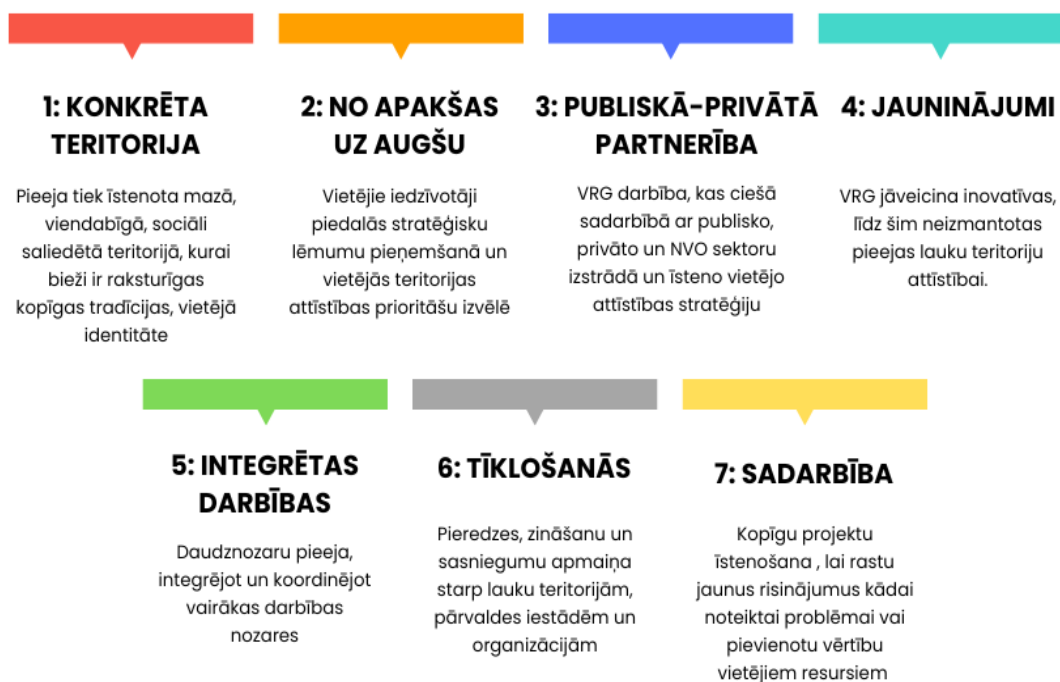 1: KONKRĒTA
TERITORIJA
Pieeja tiek īstenota mazā,
viendabīgā, sociāli
saliedētā teritorijā, kurai
bieži ir raksturīgas
kopīgas tradīcijas, vietējā
identitāte
2: NO APAKŠAS
UZ AUGŠU
Vietējie iedzīvotāji
piedalās stratēģisku
lēmumu pieņemšanā un
vietējās teritorijas
attīstības prioritāšu izvēlē
3: PUBLISKĀ-PRIVĀTĀ
PARTNERĪBA
VRG darbība, kas ciešā
sadarbībā ar publisko,
privāto un NVO sektoru
izstrādā un īsteno vietējo
attīstības stratēģiju
4: JAUNINĀJUMI
VRG jāveicina inovatīvas,
līdz šim neizmantotas
pieejas lauku teritoriju
attīstībai.
5: INTEGRĒTAS
DARBĪBAS
Daudznozaru pieeja,
integrējot un koordinējot
vairākas darbības
nozares
6: TĪKLOŠANĀS
Pieredzes, zināšanu un
sasniegumu apmaiņa
starp lauku teritorijām,
pārvaldes iestādēm un
organizācijām
7: SADARBĪBA
Kopīgu projektu
īstenošana , lai rastu
jaunus risinājumus kādai
noteiktai problēmai vai
pievienotu vērtību
vietējiem resursiem